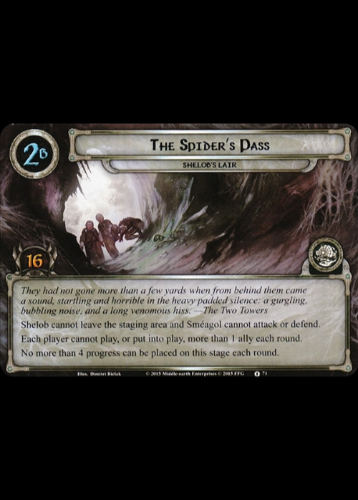 2B
THE SPIDER'S PASS
SHELOB'S LAIR
16
They had not gone more than a few yards when from behind them came
a sound, startling and horrible in the heavy padded silence: a gurgling,
bubbling noise, and a long venomous hiss. —The Two Towers
Shelob cannot leave the staging area and Sméagol cannot attack or defend.
Each player cannot play, or put into play, more than 1 ally each round.
No more than 4 progress can be placed on this stage each round.
Illus. Dimitri Bielak © 2015 Middle-earth Enterprises © 2015 FFG 71